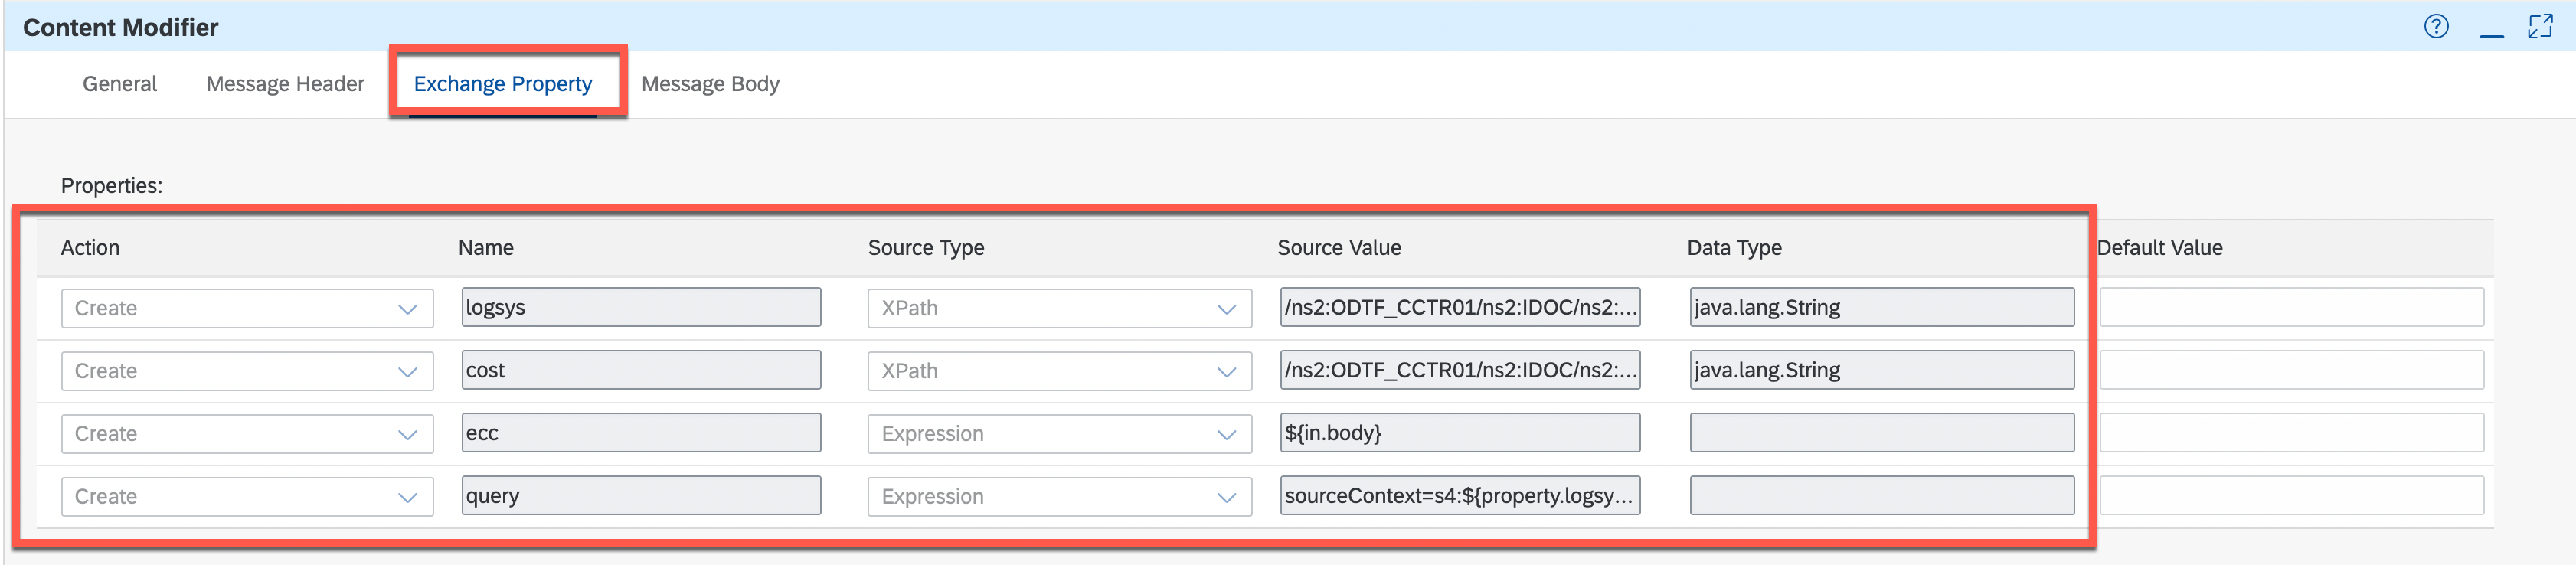 Content Modifier
General Message Header Exchange Property Message Body
Properties:
Action Name Source Type Source Value Data Type Default Value
Create logsys XPath /ns2:ODTF_CCTR01/ns2:IDOC/ns2:... java.lang.String
Create cost XPath /ns2:ODTF_CCTR01/ns2:IDOC/ns2:... java.lang.String
Create ecc Expression ${in.body}
Create query Expression sourceContext=s4:${property.logsy...